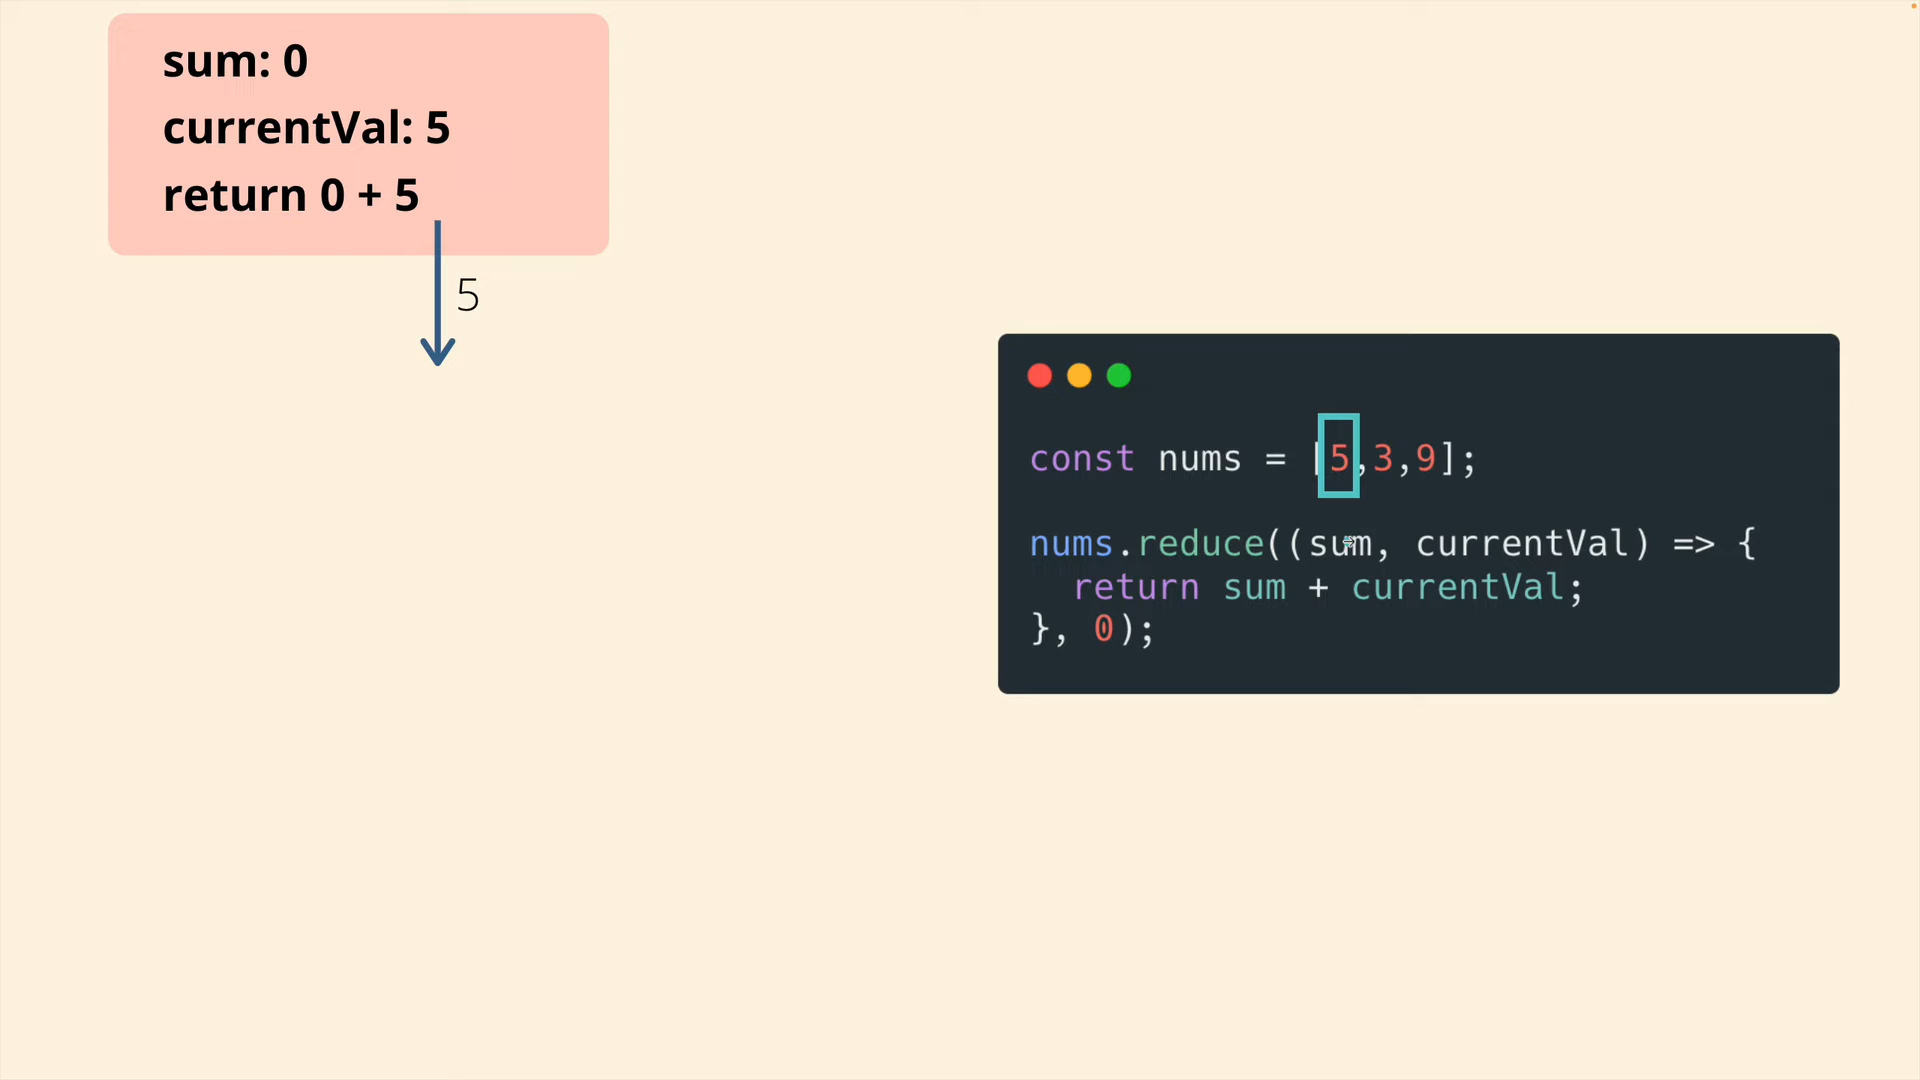 sum: 0
currentVal: 5
return 0 + 5
5
const nums = [5,3,9];
nums.reduce((sum, currentVal) => {
  return sum + currentVal;
}, 0);